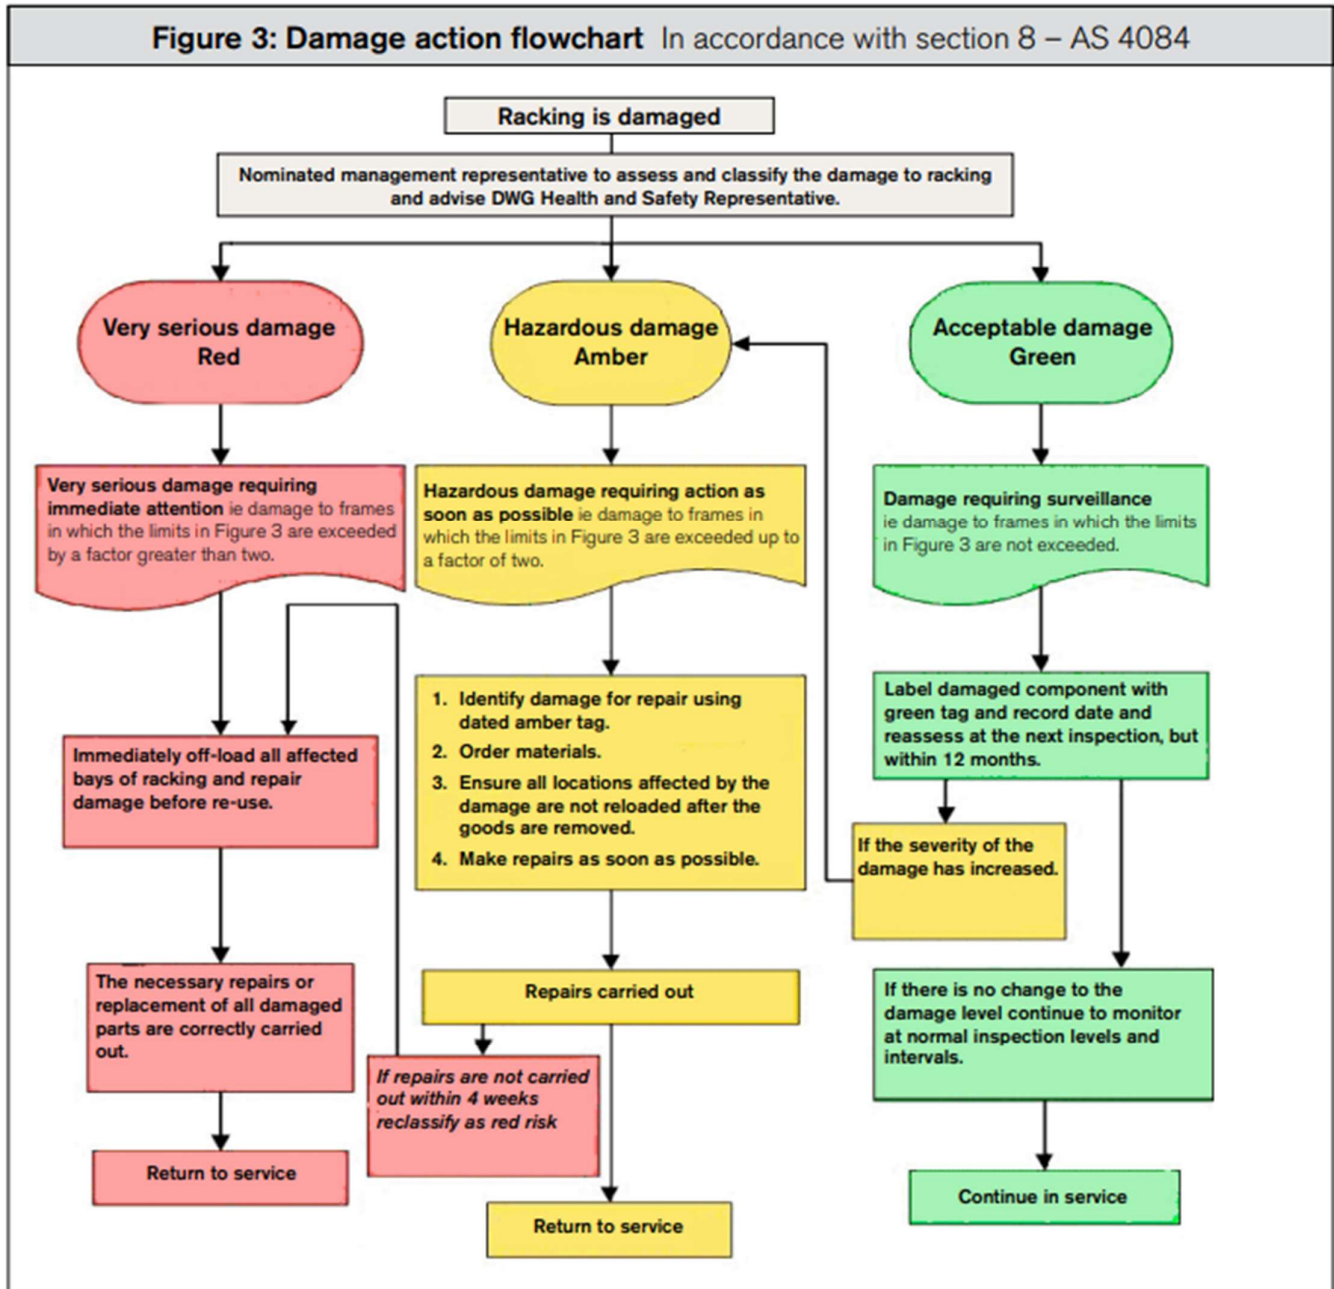 Figure 3: Damage action flowchart In accordance with section 8 – AS 4084
Racking is damaged
Nominated management representative to assess and classify the damage to racking
and advise DWG Health and Safety Representative.
Very serious damage
Red
Hazardous damage
Amber
Acceptable damage
Green
Very serious damage requiring
immediate attention ie damage to frames
in which the limits in Figure 3 are exceeded
by a factor greater than two.
Hazardous damage requiring action as
soon as possible ie damage to frames in
which the limits in Figure 3 are exceeded up to
a factor of two.
Damage requiring surveillance
ie damage to frames in which the limits
in Figure 3 are not exceeded.
Immediately off-load all affected
bays of racking and repair
damage before re-use.
1. Identify damage for repair using
dated amber tag.
2. Order materials.
3. Ensure all locations affected by the
damage are not reloaded after the
goods are removed.
4. Make repairs as soon as possible.
Label damaged component with
green tag and record date and
reassess at the next inspection, but
within 12 months.
If the severity of the
damage has increased.
The necessary repairs or
replacement of all damaged
parts are correctly carried
out.
Repairs carried out
If there is no change to the
damage level continue to monitor
at normal inspection levels and
intervals.
If repairs are not carried
out within 4 weeks
reclassify as red risk
Return to service
Return to service
Continue in service